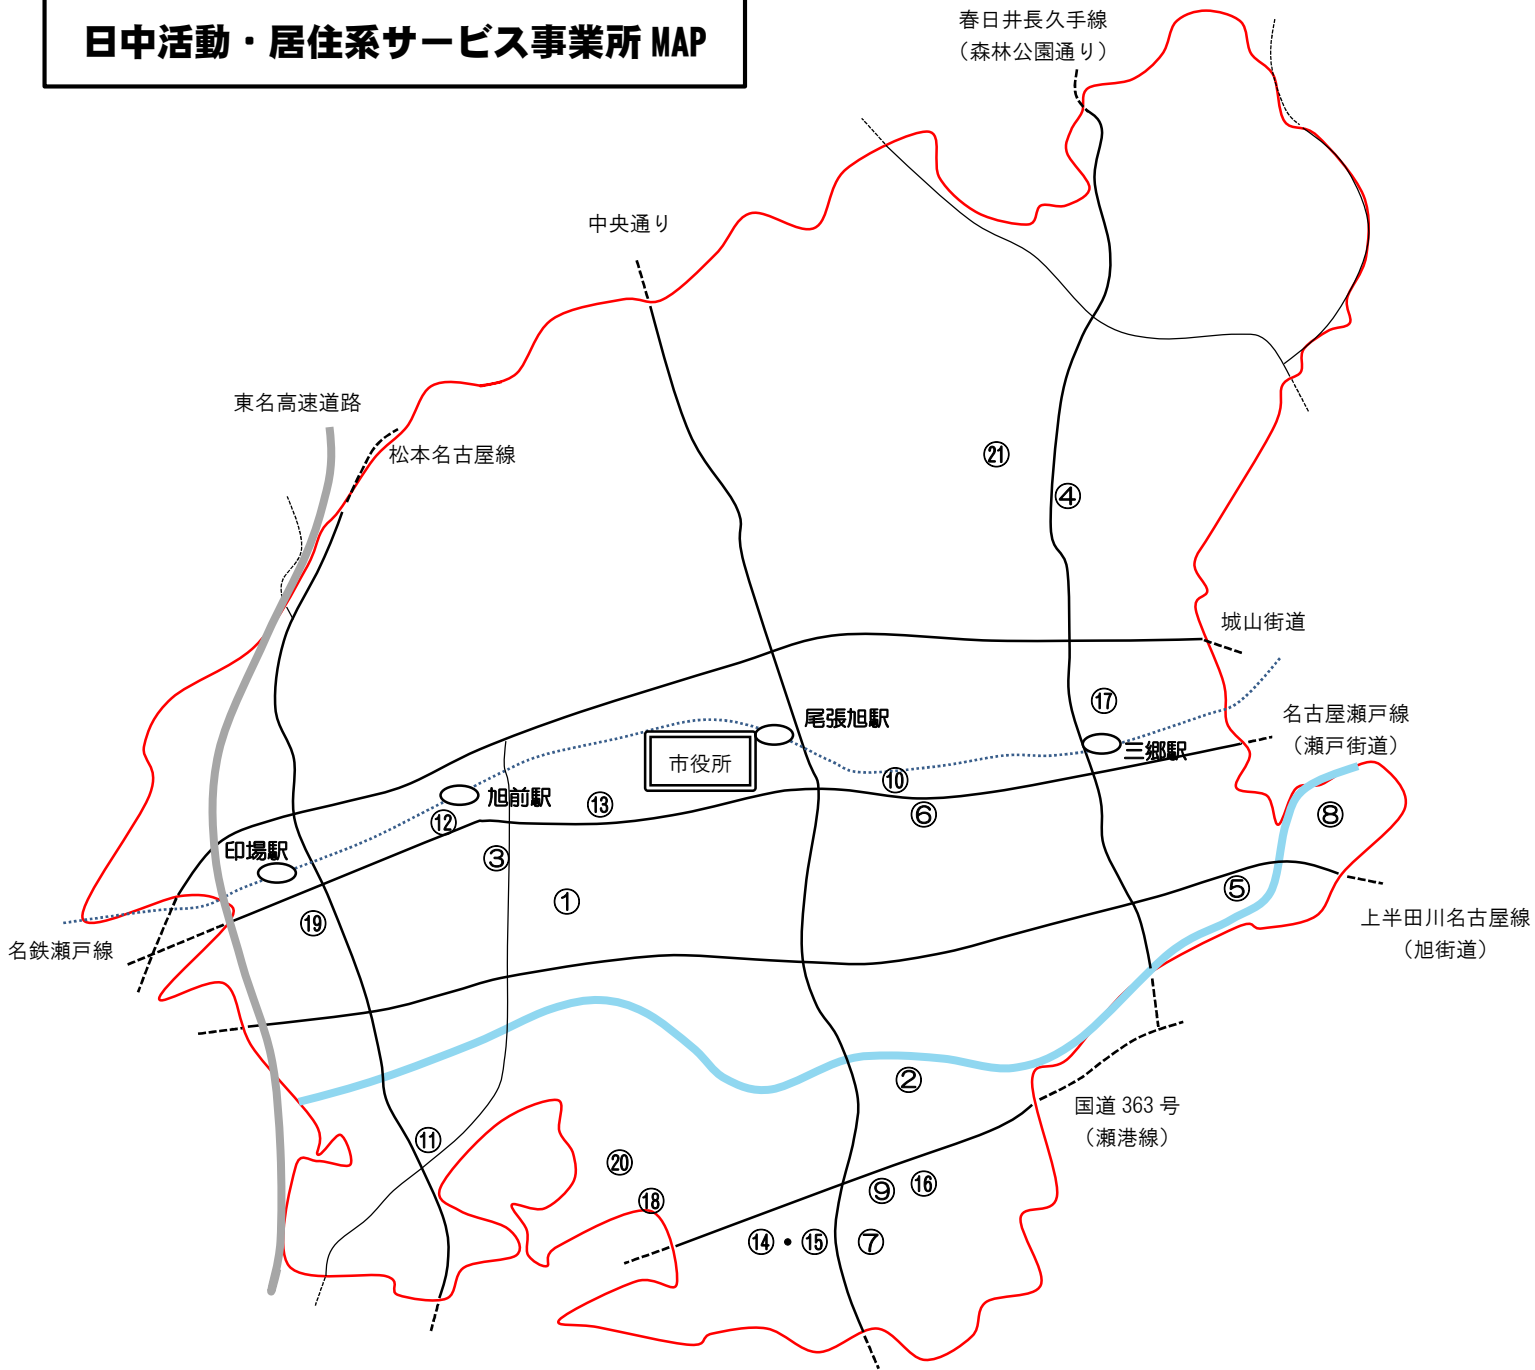 日中活動・居住系サービス事業所 MAP
春日井長久手線
（森林公園通り）
中央通り
東名高速道路
松本名古屋線
㉑
④
城山街道
⑰
尾張旭駅
名古屋瀬戸線
（瀬戸街道）
三郷駅
市役所
⑩
旭前駅
⑬
⑥
⑧
⑫
印場駅
③
⑤
①
⑲
上半田川名古屋線
（旭街道）
名鉄瀬戸線
②
国道 363 号
（瀬港線）
⑪
⑳
⑱
⑨
⑯
⑭・⑮
⑦